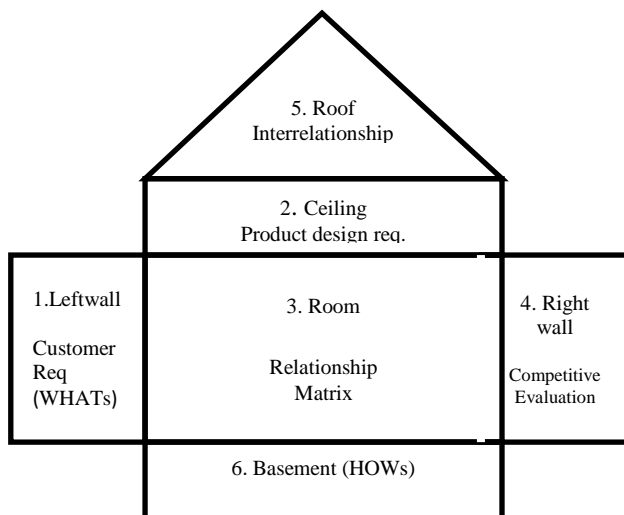 5. Roof
Interrelationship
2. Ceiling
Product design req.
1.Leftwall
Customer
Req
(WHATs)
3. Room
Relationship
Matrix
4. Right
wall
Competitive
Evaluation
6. Basement (HOWs)